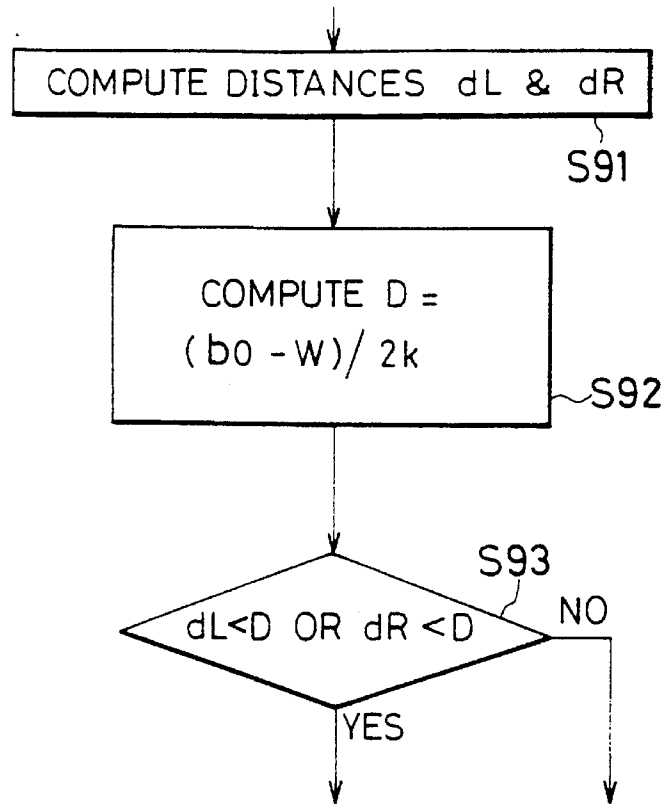 COMPUTE DISTANCES dL & dR
S91
COMPUTE D =
(bo - W) / 2k
S92
S93
dL<D OR dR <D
NO
YES